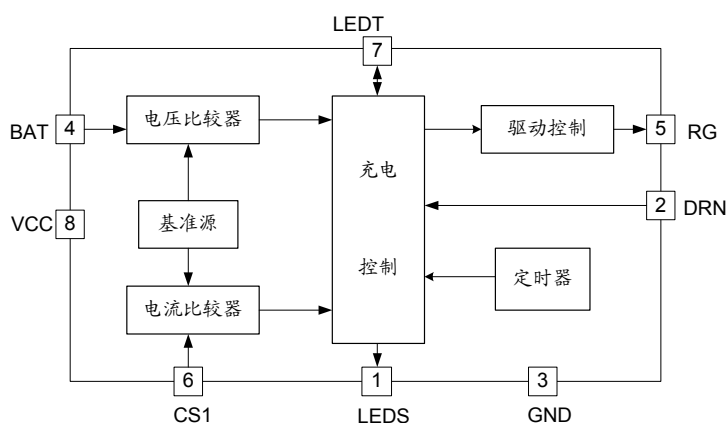 LEDT
7
BAT
4
电压比较器
驱动控制
5
RG
充电
控制
2
DRN
VCC
8
基准源
定时器
电流比较器
6
1
3
CS1
LEDS
GND